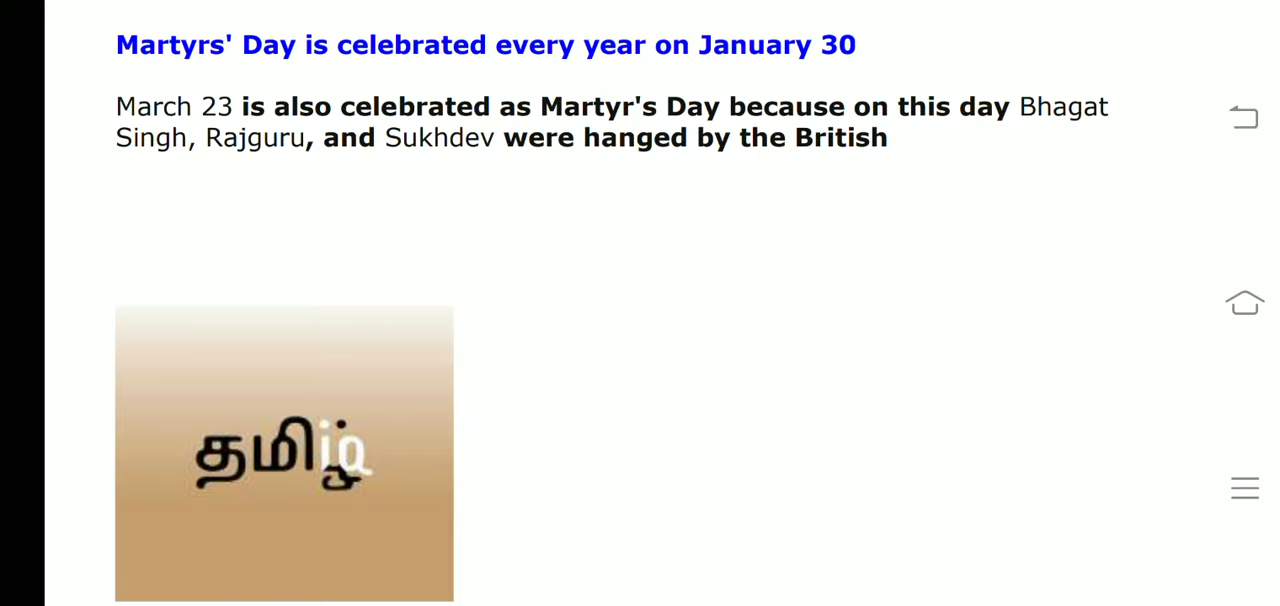 Martyrs' Day is celebrated every year on January 30
March 23 is also celebrated as Martyr's Day because on this day Bhagat
Singh, Rajguru, and Sukhdev were hanged by the British
தமிழ்